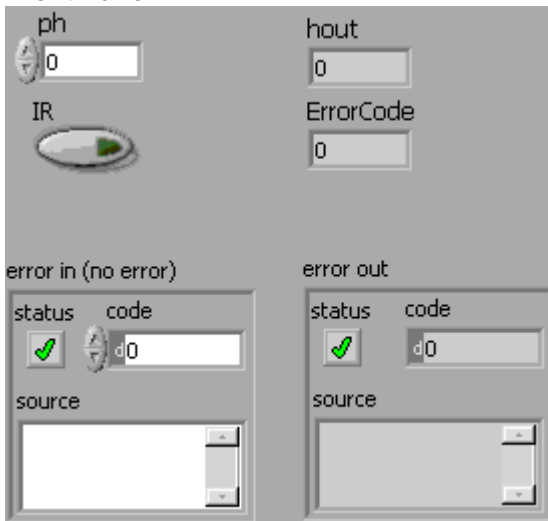 ph
0
hout
0
IR
ErrorCode
0
error in (no error)
status code
d0
source
error out
status code
d0
source